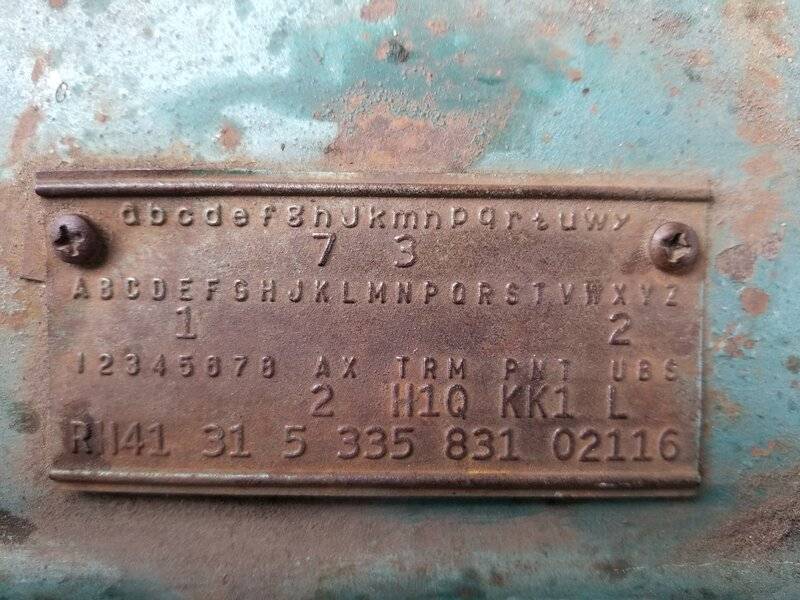 abcdefghJkmnpqrtuwy
7 3
ABCDEFGHJKLMNPQRSTVWXYZ
1 2
12345678 AX TRM PNT UBS
2 H1Q KK1 L
RH41 31 5 335 831 02116